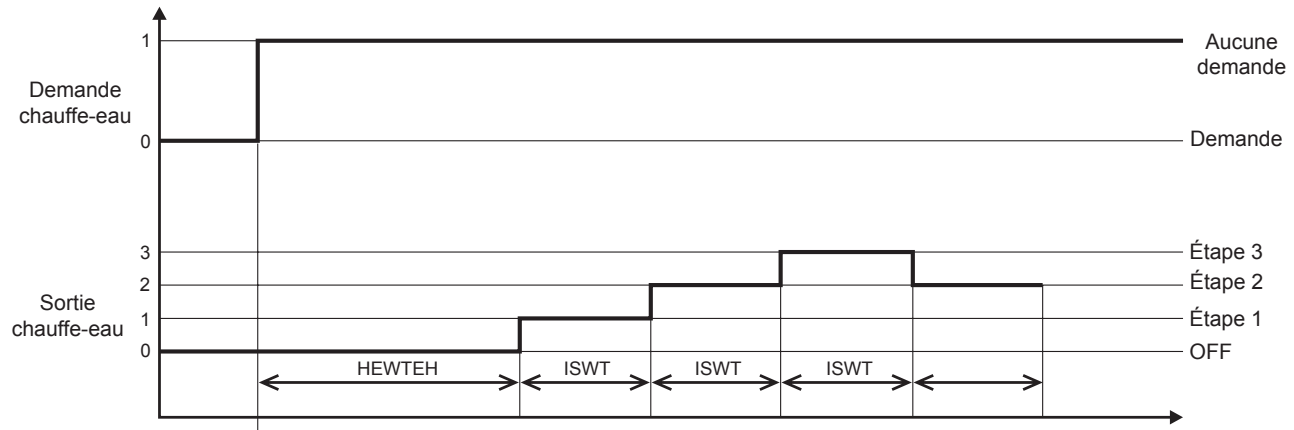 1
Aucune
demande
Demande
chauffe-eau
0
Demande
3
Étape 3
2
Étape 2
Sortie
chauffe-eau
1
Étape 1
0
OFF
HEWTEH
ISWT
ISWT
ISWT